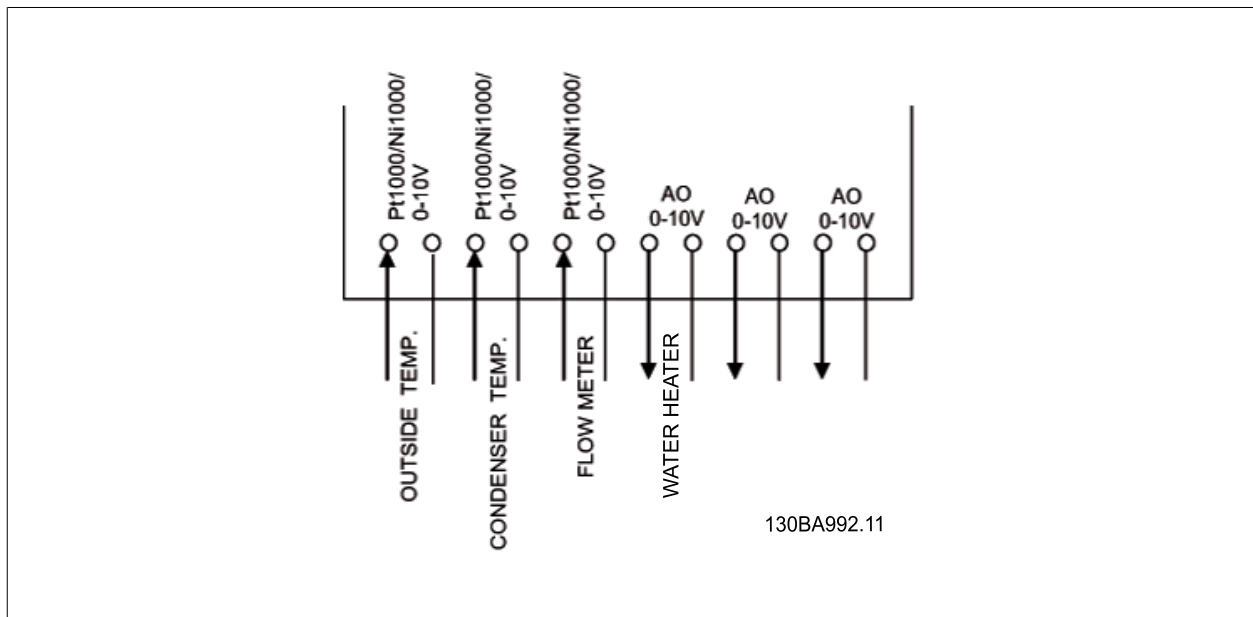 Pt1000/Ni1000/
0-10V
Pt1000/Ni1000/
0-10V
Pt1000/Ni1000/
0-10V
AO
0-10V
AO
0-10V
AO
0-10V
OUTSIDE TEMP.
CONDENSER TEMP.
FLOW METER
WATER HEATER
130BA992.11